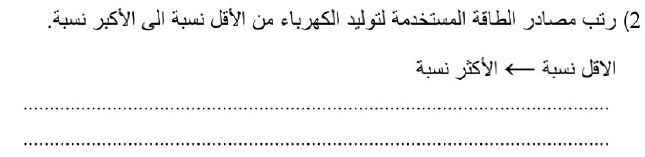 2) رتب مصادر الطاقة المستخدمة لتوليد الكهرباء من الأقل نسبة الى الأكبر نسبة.
الاقل نسبة ← الأكثر نسبة